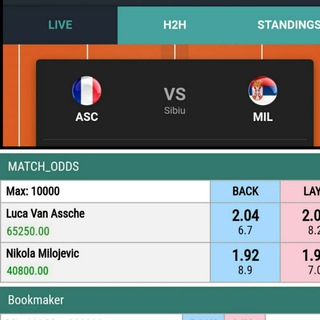 LIVE H2H STANDINGS
VS
Sibiu
ASC MIL
MATCH_ODDS
Max: 10000 BACK LAY
Luca Van Assche 2.04 2.0
65250.00 6.7 8.2
Nikola Milojevic 1.92 1.9
40800.00 8.9 7.0
Bookmaker